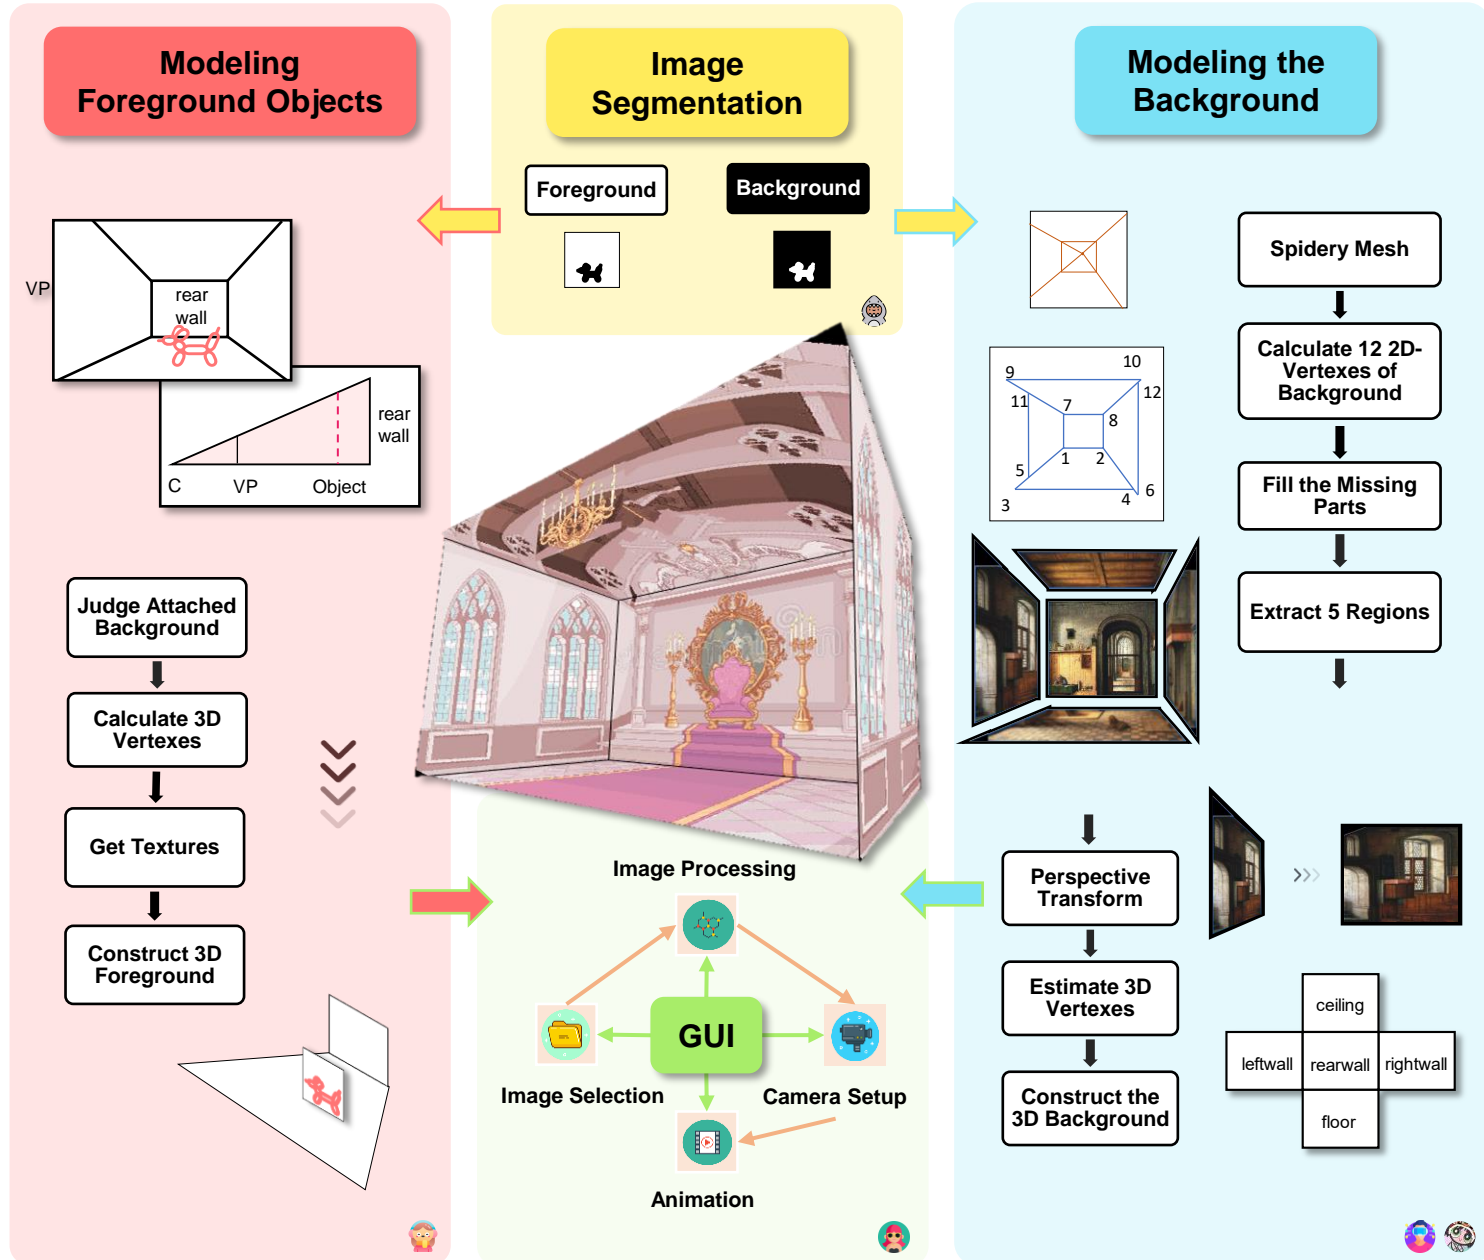 Modeling
Foreground Objects
VP
rear
wall
rear
wall
C
VP
Object
Judge Attached
Background
Calculate 3D
Vertexes
Get Textures
Construct 3D
Foreground
Image
Segmentation
Foreground
Background
Image Processing
GUI
Image Selection
Camera Setup
Animation
Modeling the
Background
Spidery Mesh
Calculate 12 2D-
Vertexes of
Background
Fill the Missing
Parts
Extract 5 Regions
9
10
11
12
7
8
1
2
5
6
3
4
Perspective
Transform
Estimate 3D
Vertexes
Construct the
3D Background
ceiling
leftwall
rearwall
rightwall
floor